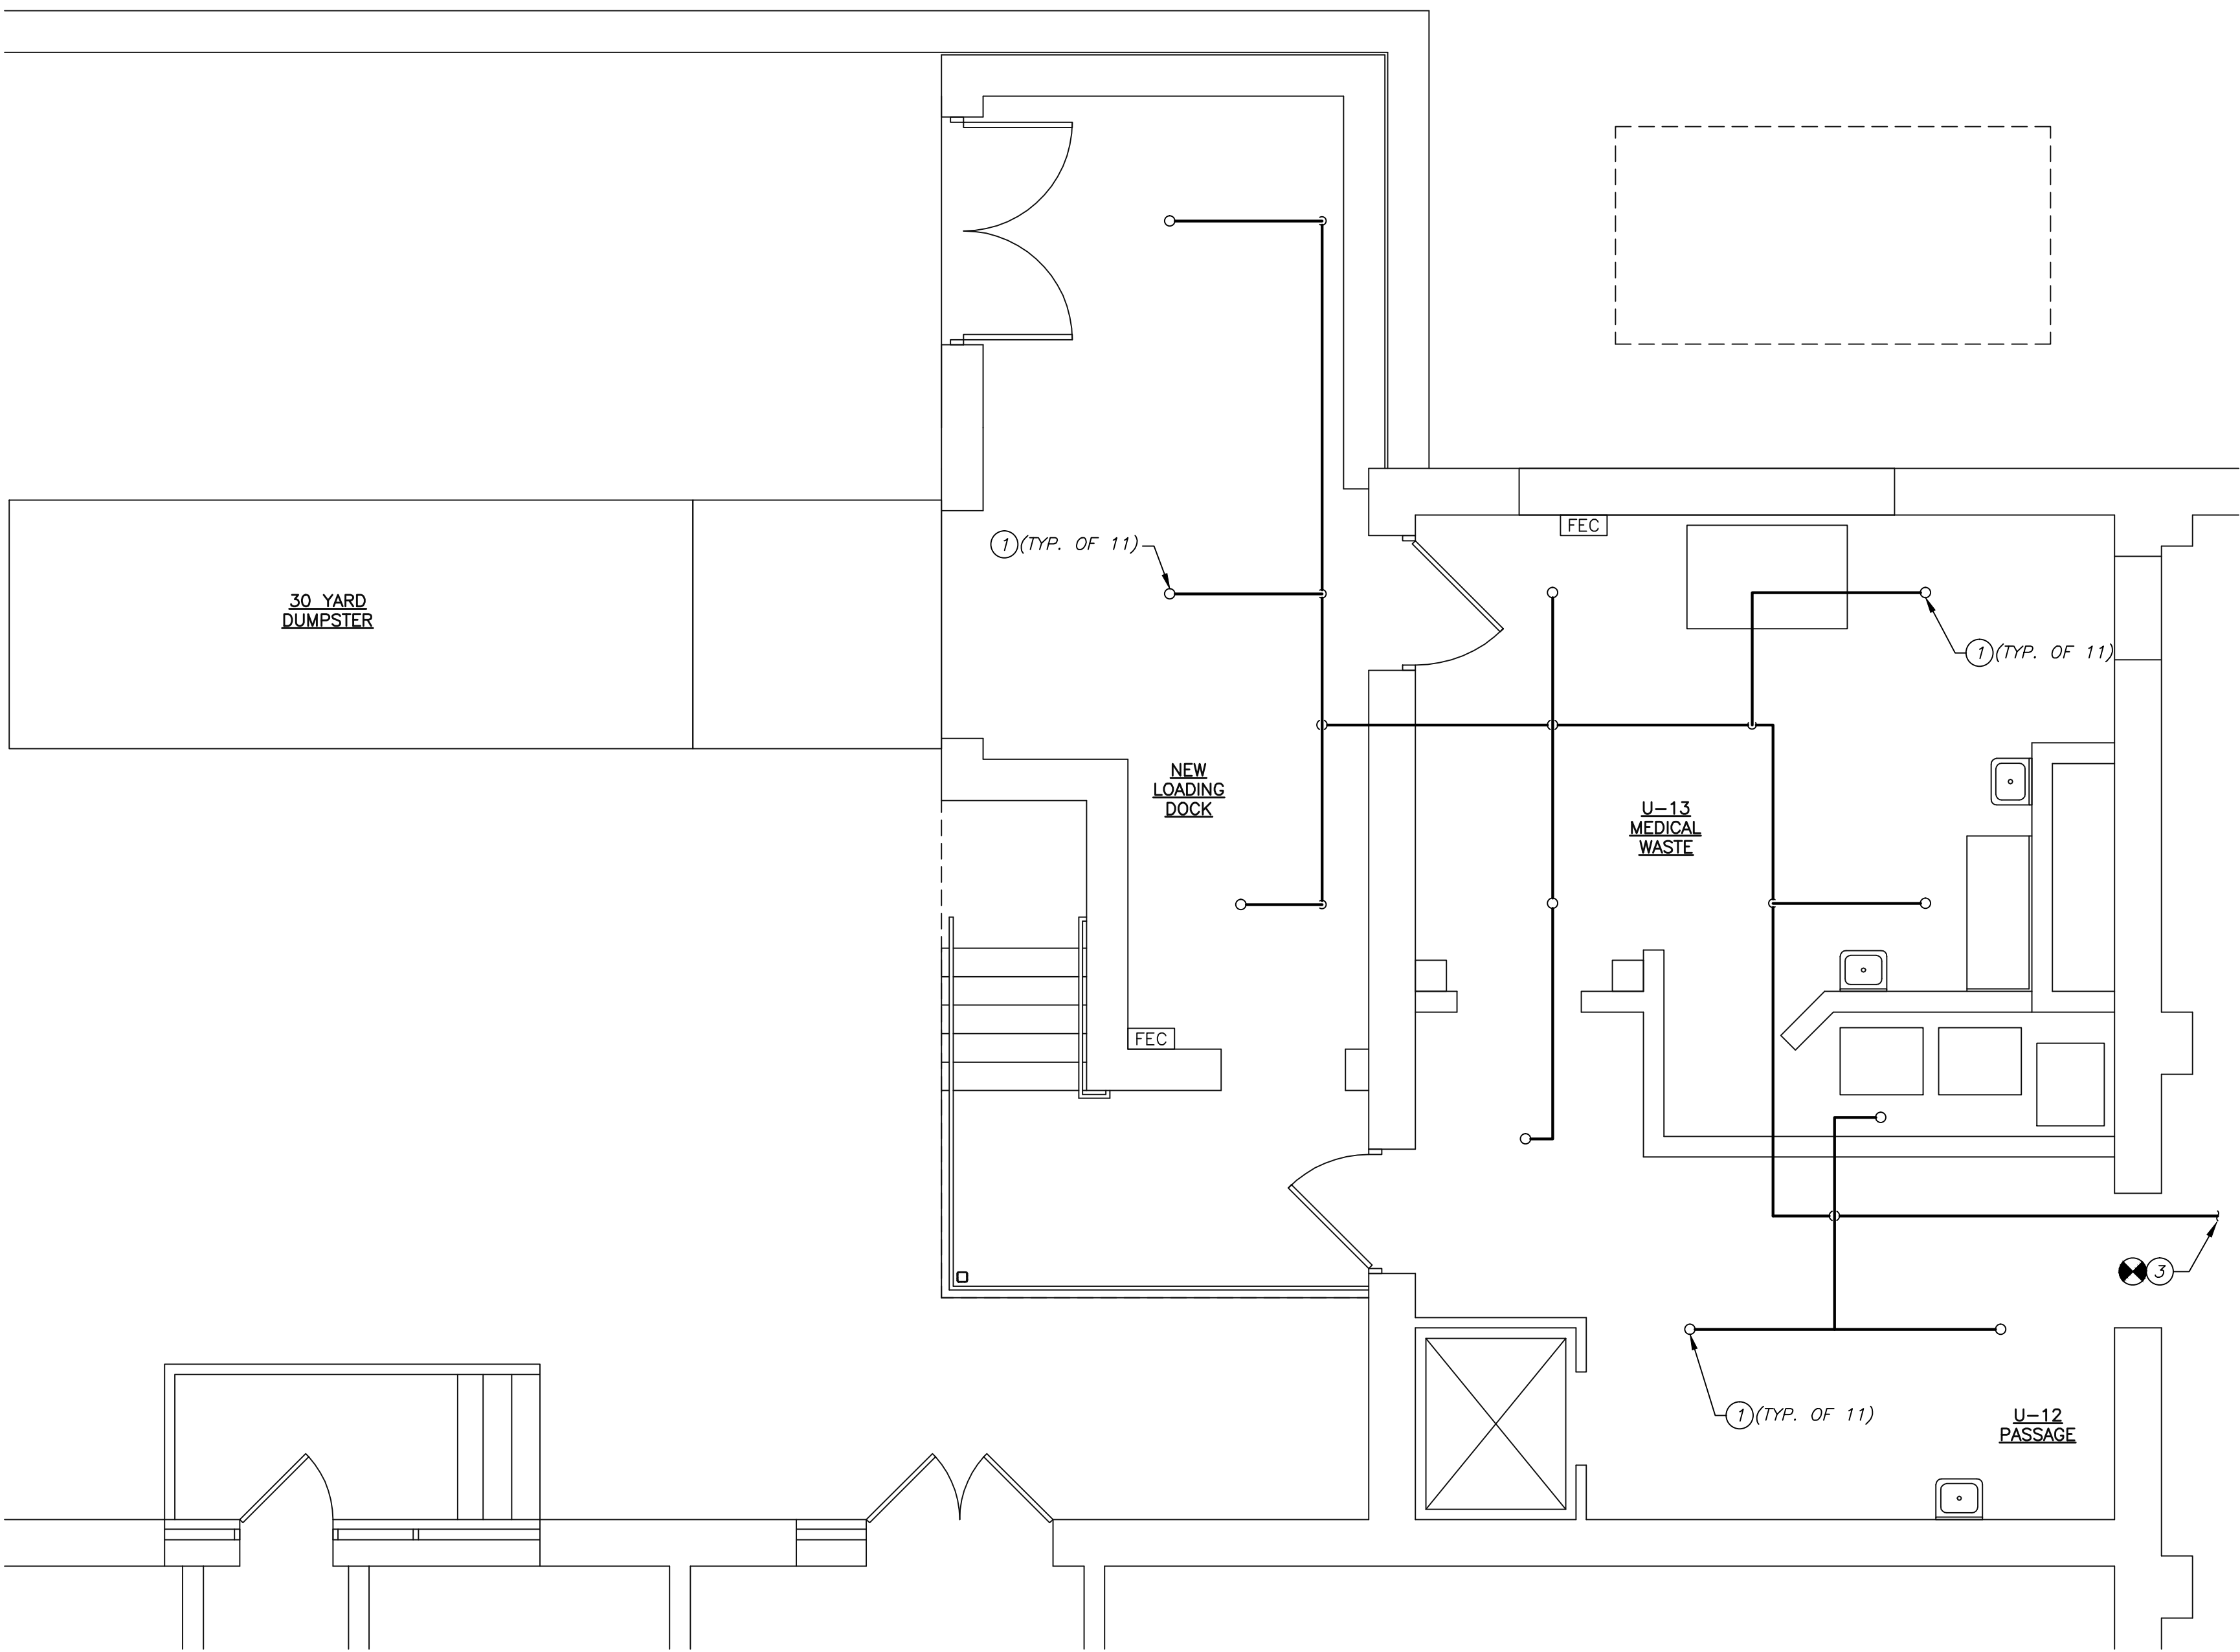 FEC
1 (TYP. OF 11)
30 YARD
DUMPSTER
1 (TYP. OF 11)
NEW
LOADING
DOCK
U-13
MEDICAL
WASTE
FEC
3
1 (TYP. OF 11)
U-12
PASSAGE